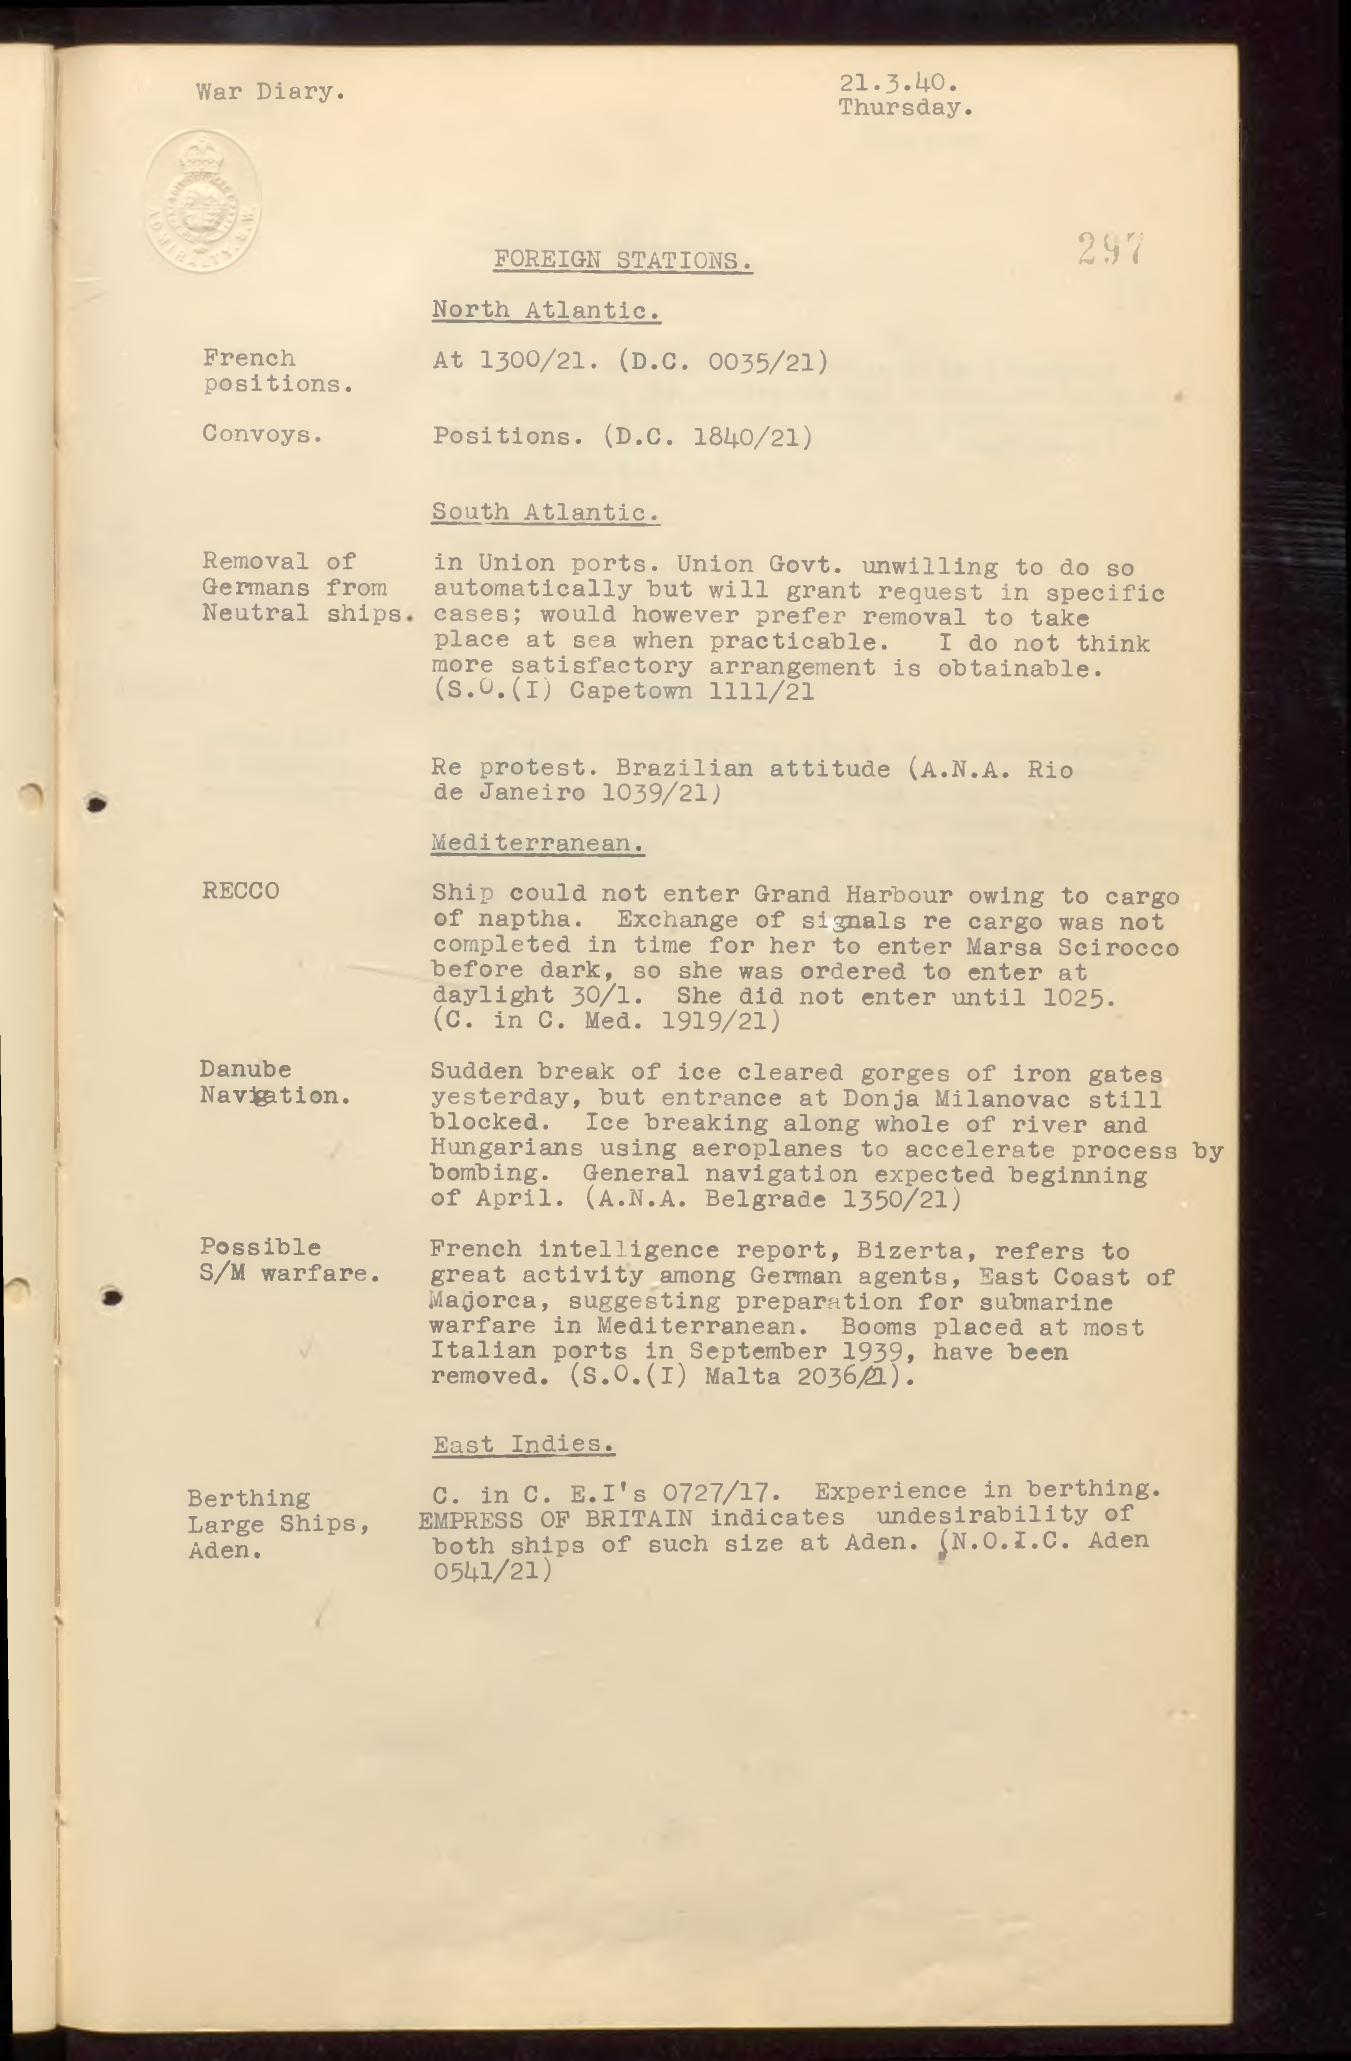 War Diary.
21.3.40.
Thursday.
ADMIRALTY. S.W.
297
FOREIGN STATIONS.
North Atlantic.
French positions.
At 1300/21. (D.C. 0035/21)
Convoys.
Positions. (D.C. 1840/21)
South Atlantic.
Removal of
Germans from
Neutral ships.
in Union ports. Union Govt. unwilling to do so
automatically but will grant request in specific
cases; would however prefer removal to take
place at sea when practicable. I do not think
more satisfactory arrangement is obtainable.
(S.O.(I) Capetown 1111/21
Re protest. Brazilian attitude (A.N.A. Rio
de Janeiro 1039/21)
Mediterranean.
RECCO
Ship could not enter Grand Harbour owing to cargo
of naptha. Exchange of signals re cargo was not
completed in time for her to enter Marsa Scirocco
before dark, so she was ordered to enter at
daylight 30/1. She did not enter until 1025.
(C. in C. Med. 1919/21)
Danube
Navigation.
Sudden break of ice cleared gorges of iron gates
yesterday, but entrance at Donja Milanovac still
blocked. Ice breaking along whole of river and
Hungarians using aeroplanes to accelerate process by
bombing. General navigation expected beginning
of April. (A.N.A. Belgrade 1350/21)
Possible
S/M warfare.
French intelligence report, Bizerta, refers to
great activity among German agents, East Coast of
Majorca, suggesting preparation for submarine
warfare in Mediterranean. Booms placed at most
Italian ports in September 1939, have been
removed. (S.O.(I) Malta 2036/21).
East Indies.
Berthing
Large Ships,
Aden.
C. in C. E.I's 0727/17. Experience in berthing.
EMPRESS OF BRITAIN indicates undesirability of
both ships of such size at Aden. (N.O.I.C. Aden
0541/21)